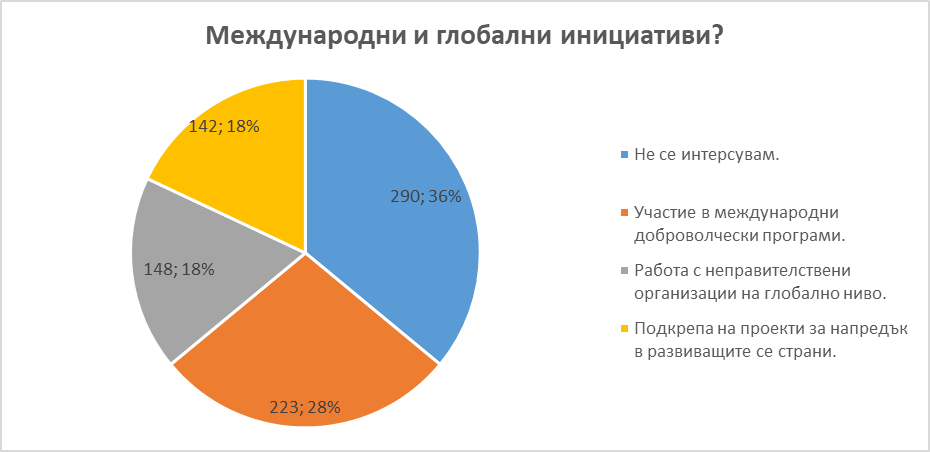 Международни и глобални инициативи?
290; 36%
223; 28%
148; 18%
142; 18%
Не се интерсувам.
Участие в международни
доброволчески програми.
Работа с неправителствени
организации на глобално ниво.
Подкрепа на проекти за напредък
в развиващите се страни.